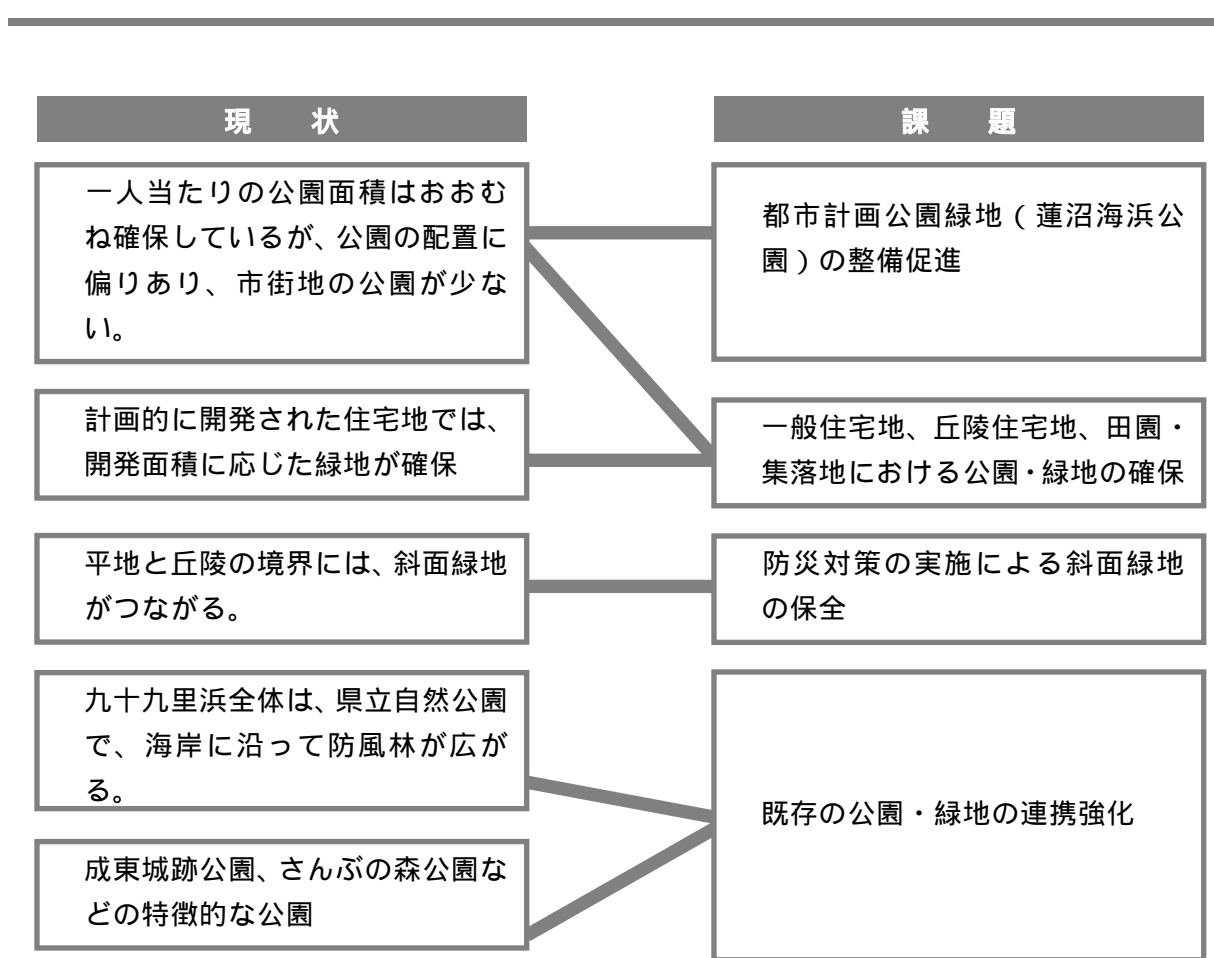 現　状
一人当たりの公園面積はおおむ
ね確保しているが、公園の配置に
偏りあり、市街地の公園が少な
い。
計画的に開発された住宅地では、
開発面積に応じた緑地が確保
平地と丘陵の境界には、斜面緑地
がつながる。
九十九里浜全体は、県立自然公園
で、海岸に沿って防風林が広が
る。
成東城跡公園、さんぶの森公園な
どの特徴的な公園
課　題
都市計画公園緑地（蓮沼海浜公
園）の整備促進
一般住宅地、丘陵住宅地、田園・
集落地における公園・緑地の確保
防災対策の実施による斜面緑地
の保全
既存の公園・緑地の連携強化